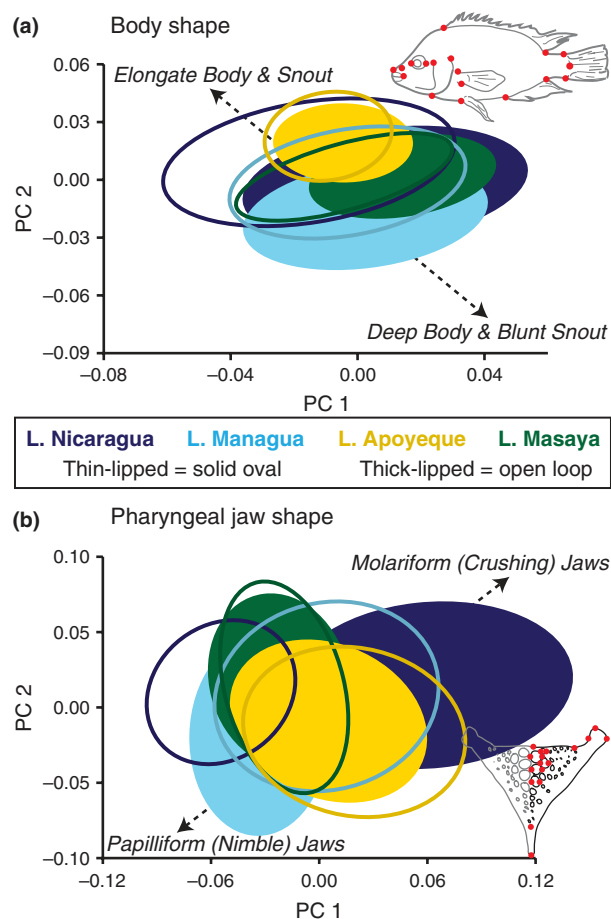 (a) Body shape
0.06
Elongate Body & Snout
0.03
0.00
PC 2
−0.03
−0.06
Deep Body & Blunt Snout
−0.09
−0.08 −0.04 0.00 0.04
PC 1
L. Nicaragua L. Managua L. Apoyeque L. Masaya
Thin-lipped = solid oval Thick-lipped = open loop
(b) Pharyngeal jaw shape
0.10
Molariform (Crushing) Jaws
0.05
PC 2
0.00
−0.05
Papilliform (Nimble) Jaws
−0.10
−0.12 −0.06 0.00 0.06 0.12
PC 1